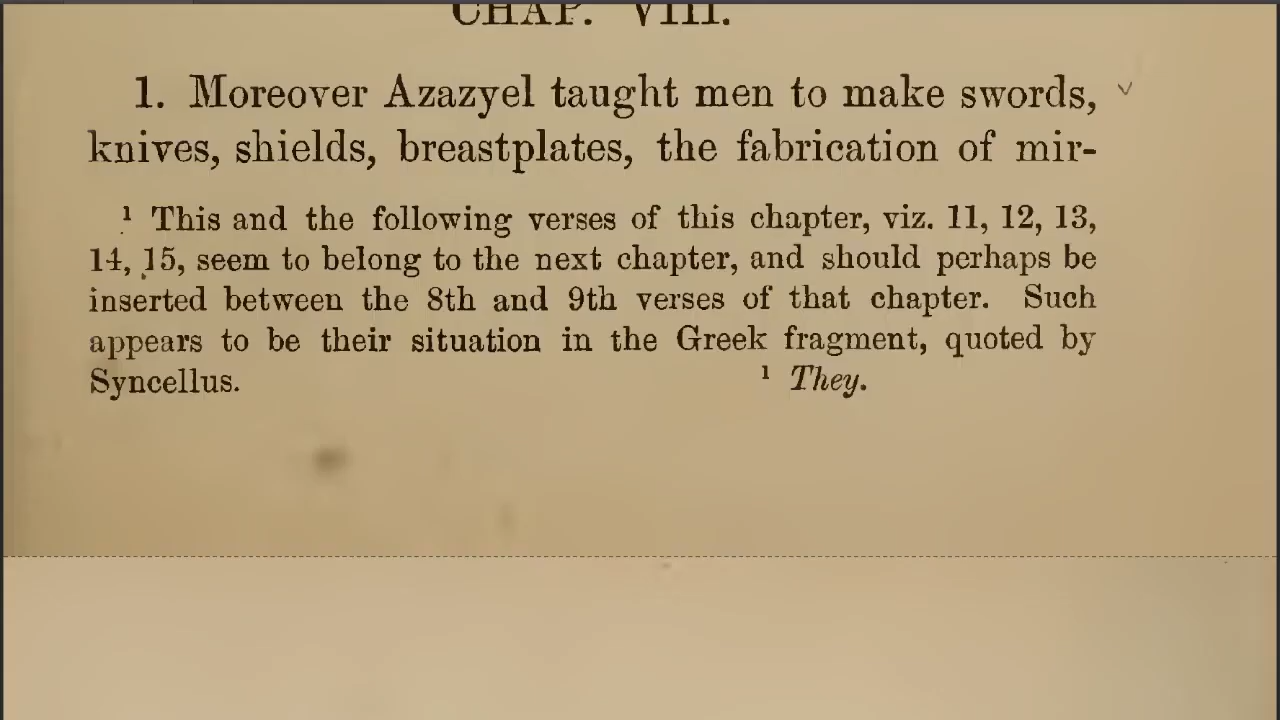 CHAP. VIII.
1. Moreover Azazyel taught men to make swords,
knives, shields, breastplates, the fabrication of mir-
¹ This and the following verses of this chapter, viz. 11, 12, 13,
14, 15, seem to belong to the next chapter, and should perhaps be
inserted between the 8th and 9th verses of that chapter. Such
appears to be their situation in the Greek fragment, quoted by
Syncellus. ¹ They.